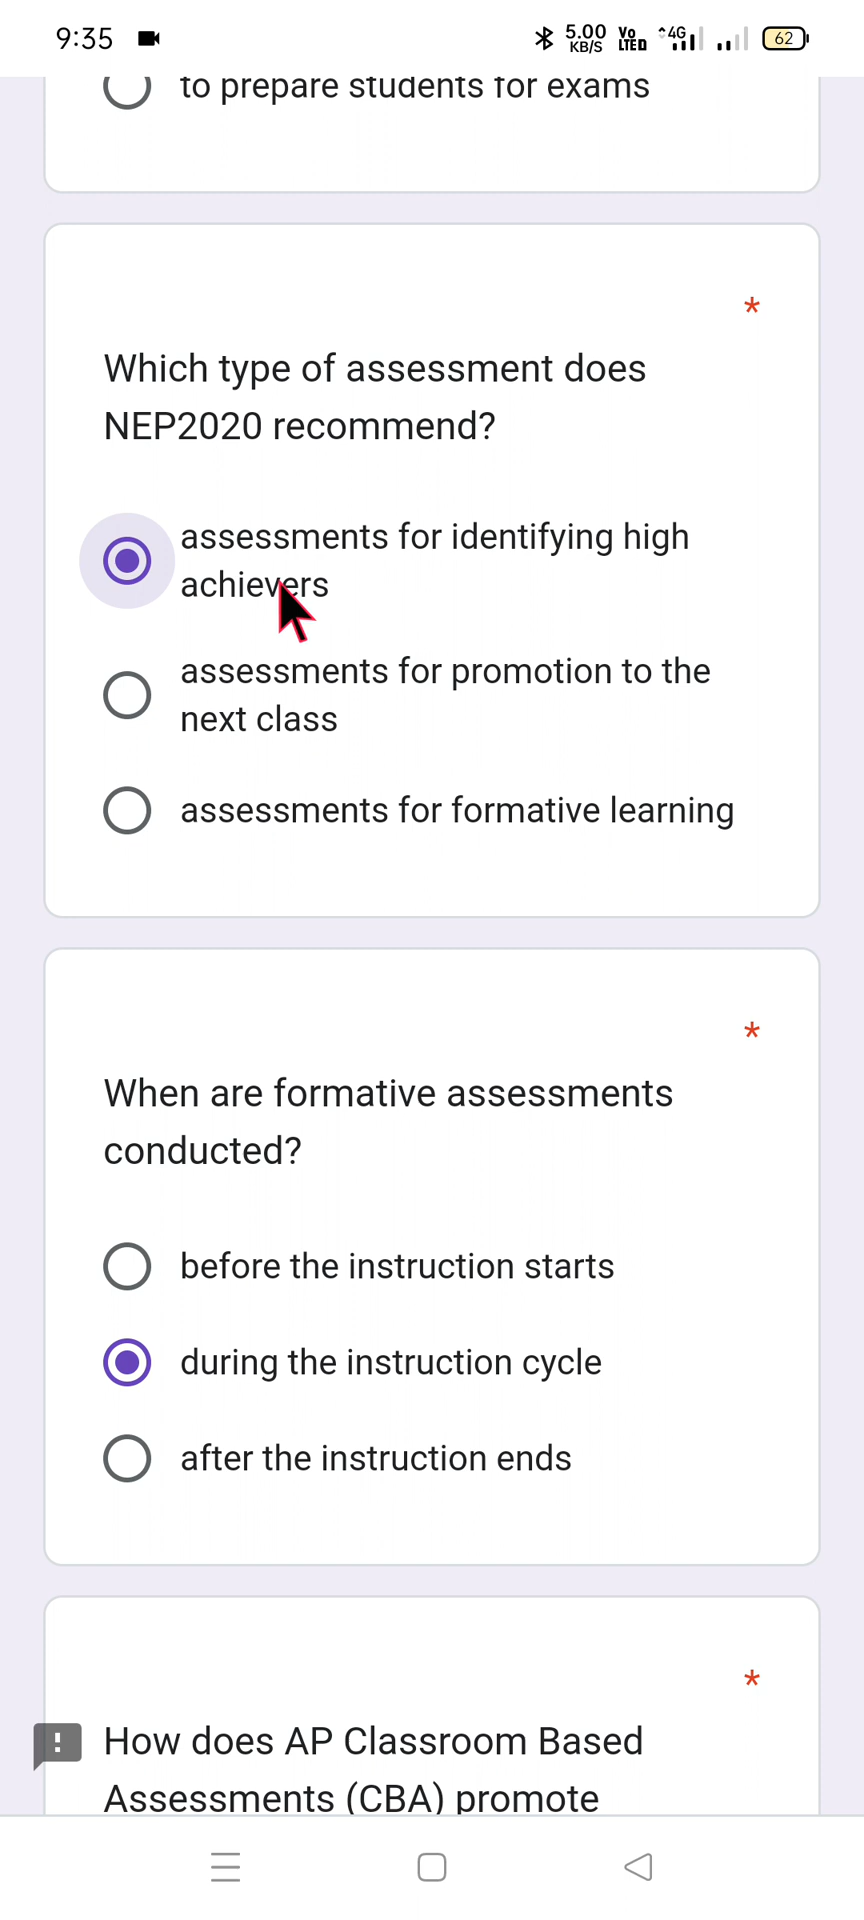 9:35
5.00
KB/S
Vo
LTE
4G
62
to prepare students for exams
*
Which type of assessment does
NEP2020 recommend?
assessments for identifying high
achievers
assessments for promotion to the
next class
assessments for formative learning
*
When are formative assessments
conducted?
before the instruction starts
during the instruction cycle
after the instruction ends
*
How does AP Classroom Based
Assessments (CBA) promote